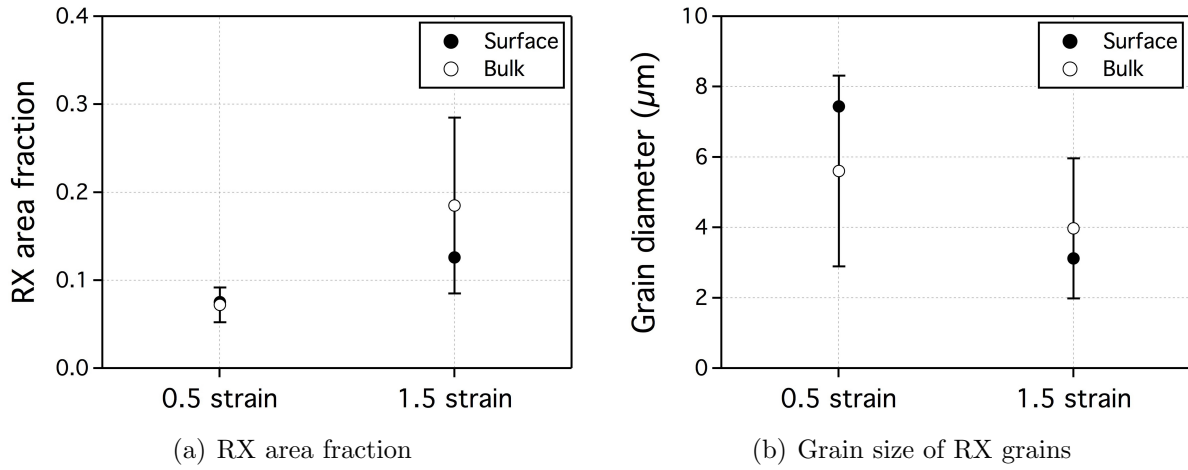 0.4
0.3
0.2
0.1
0.0
RX area fraction
Surface
Bulk
0.5 strain
1.5 strain
(a) RX area fraction
10
8
6
4
2
0
Grain diameter (μm)
Surface
Bulk
0.5 strain
1.5 strain
(b) Grain size of RX grains